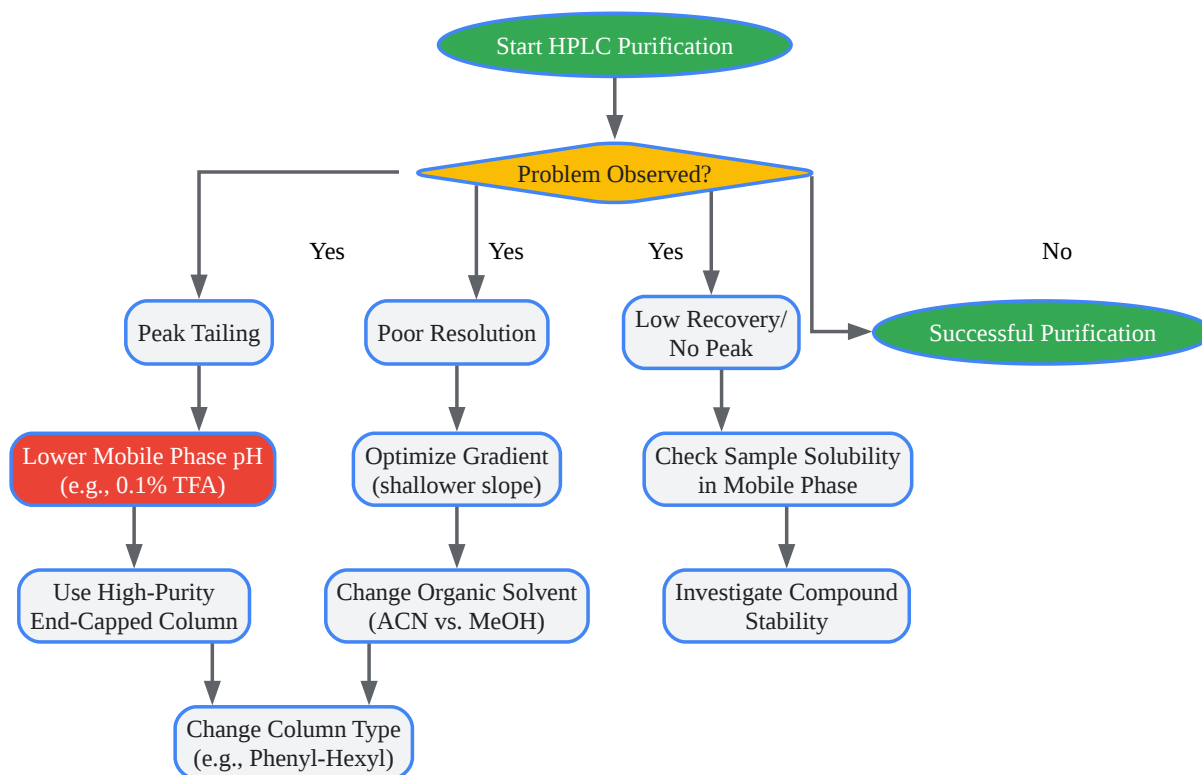 Start HPLC Purification
Problem Observed?
Yes
Yes
Yes
No
Peak Tailing
Poor Resolution
Low Recovery/
No Peak
Successful Purification
Lower Mobile Phase pH
(e.g., 0.1% TFA)
Optimize Gradient
(shallower slope)
Check Sample Solubility
in Mobile Phase
Use High-Purity
End-Capped Column
Change Organic Solvent
(ACN vs. MeOH)
Investigate Compound
Stability
Change Column Type
(e.g., Phenyl-Hexyl)